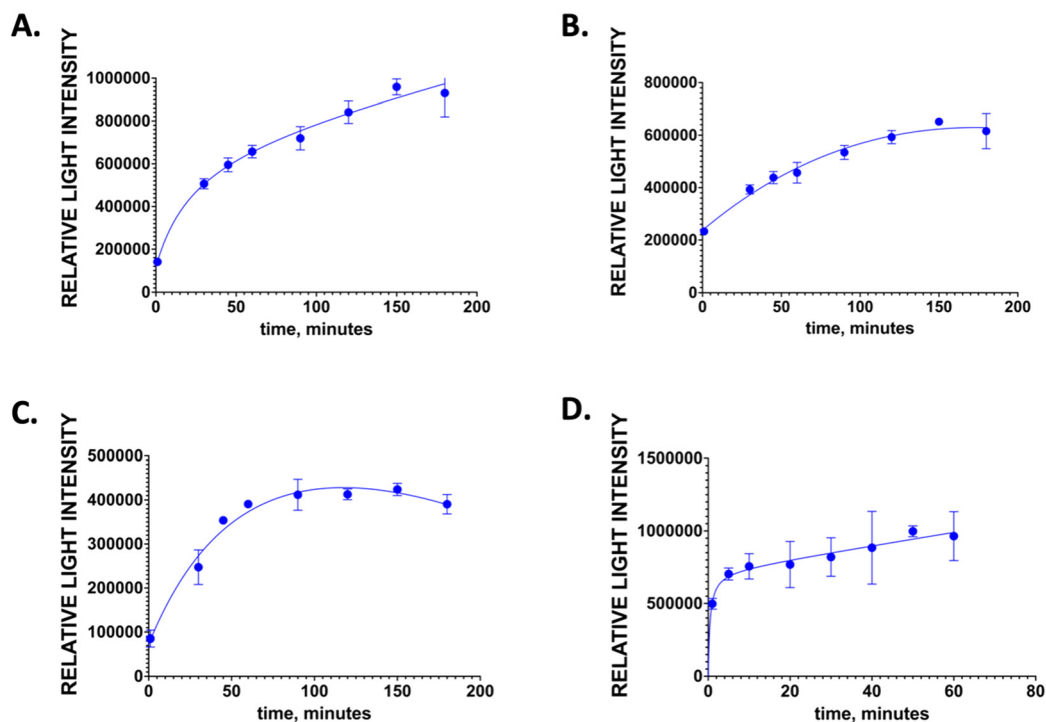 A.
RELATIVE LIGHT INTENSITY
1000000
800000
600000
400000
200000
0
0 50 100 150 200
time, minutes
B.
RELATIVE LIGHT INTENSITY
800000
600000
400000
200000
0
0 50 100 150 200
time, minutes
C.
RELATIVE LIGHT INTENSITY
500000
400000
300000
200000
100000
0
0 50 100 150 200
time, minutes
D.
RELATIVE LIGHT INTENSITY
1500000
1000000
500000
0
0 20 40 60 80
time, minutes